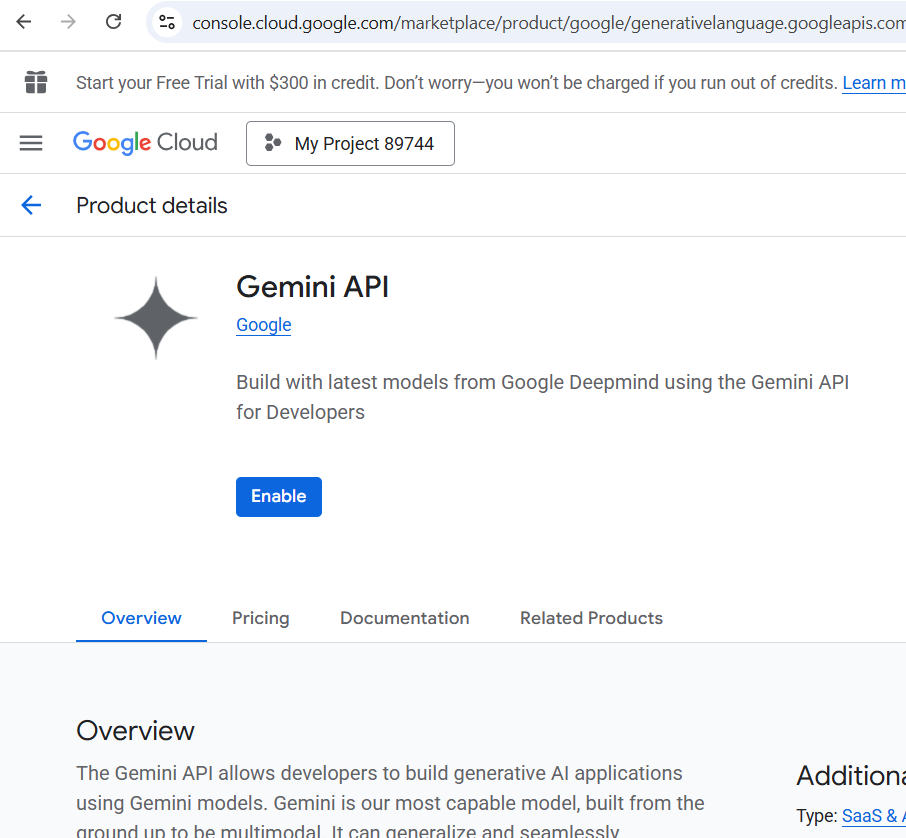 console.cloud.google.com/marketplace/product/google/generativelanguage.googleapis.com
Start your Free Trial with $300 in credit. Don’t worry—you won’t be charged if you run out of credits. Learn m
Google Cloud
My Project 89744
Product details
Gemini API
Google
Build with latest models from Google Deepmind using the Gemini API
for Developers
Enable
Overview Pricing Documentation Related Products
Overview
The Gemini API allows developers to build generative AI applications
using Gemini models. Gemini is our most capable model, built from the
ground up to be multimodal. It can generalize and seamlessly
Additiona
Type: SaaS & A